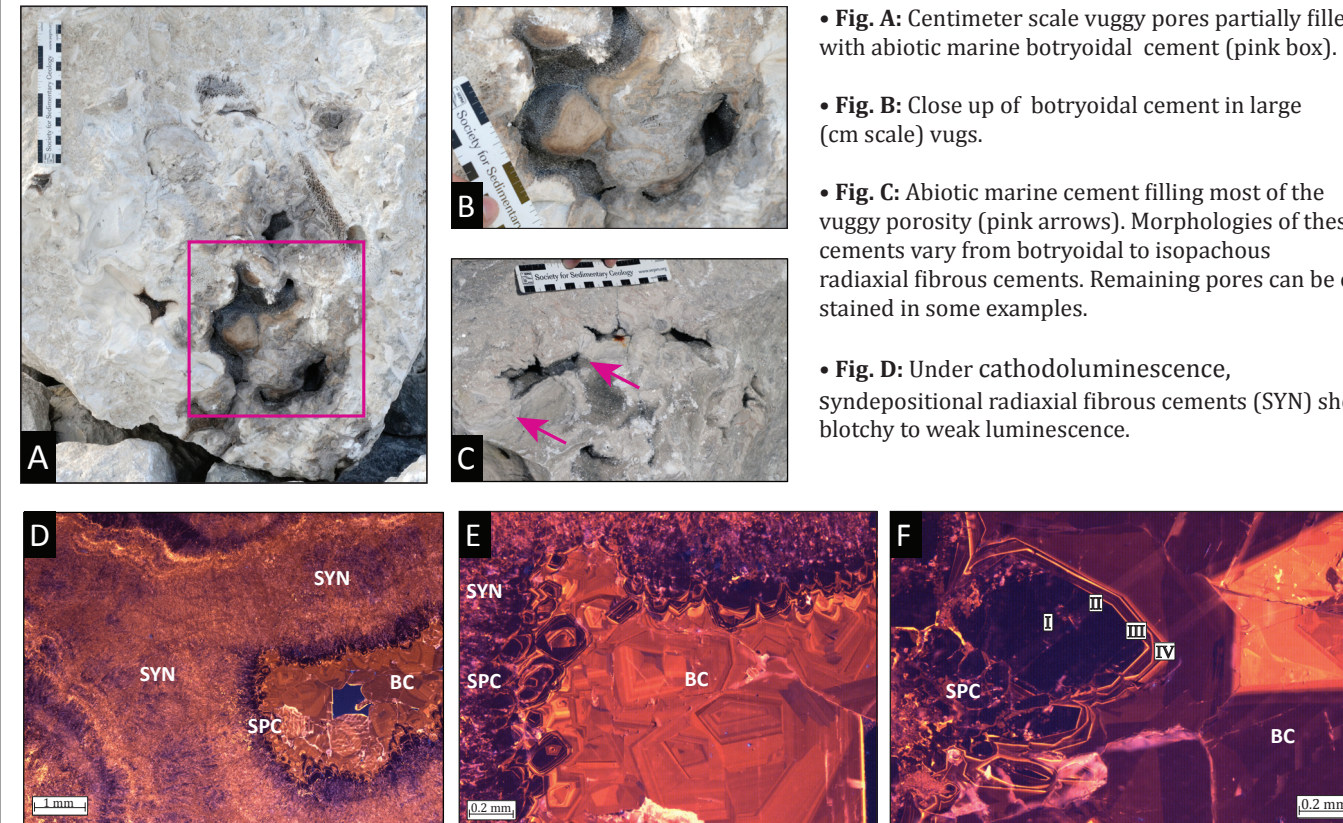 • Fig. A: Centimeter scale vuggy pores partially fille
with abiotic marine botryoidal cement (pink box).
• Fig. B: Close up of botryoidal cement in large
(cm scale) vugs.
• Fig. C: Abiotic marine cement filling most of the
vuggy porosity (pink arrows). Morphologies of thes
cements vary from botryoidal to isopachous
radiaxial fibrous cements. Remaining pores can be
stained in some examples.
• Fig. D: Under cathodoluminescence,
syndepositional radiaxial fibrous cements (SYN) sh
blotchy to weak luminescence.
Society for Sedimentary Geology
A
Society for Sedimentar
B
Society for Sedimentary Geology
C
D
SYN
SYN
BC
SPC
1 mm
E
SYN
SPC
BC
0.2 mm
F
I
II
III
IV
SPC
BC
0.2 mm